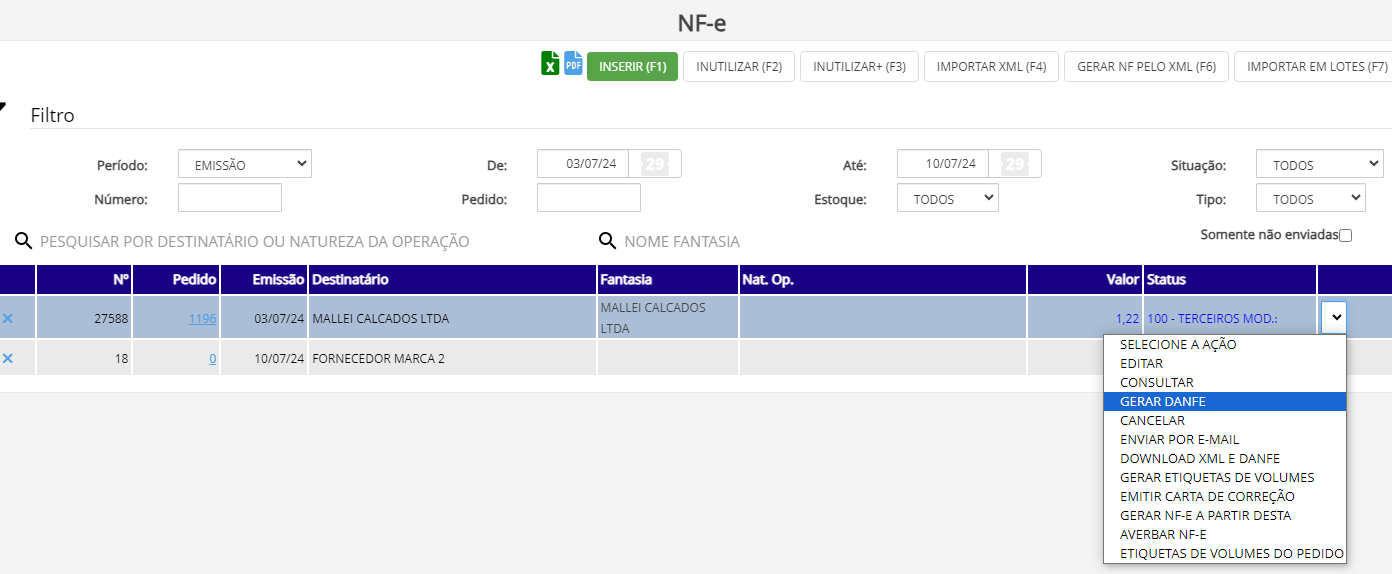 NF-e
PDF INSERIR (F1) INUTILIZAR (F2) INUTILIZAR+ (F3) IMPORTAR XML (F4) GERAR NF PELO XML (F6) IMPORTAR EM LOTES (F7)
Filtro
Período: EMISSÃO De: 03/07/24 29 Até: 10/07/24 29 Situação: TODOS
Número: Pedido: Estoque: TODOS Tipo: TODOS
PESQUISAR POR DESTINATÁRIO OU NATUREZA DA OPERAÇÃO NOME FANTASIA Somente não enviadas
Nº Pedido Emissão Destinatário Fantasia Nat. Op. Valor Status
27588 1196 03/07/24 MALLEI CALCADOS LTDA MALLEI CALCADOS LTDA 1,22 100 - TERCEIROS MOD.:
18 0 10/07/24 FORNECEDOR MARCA 2
SELECIONE A AÇÃO
EDITAR
CONSULTAR
GERAR DANFE
CANCELAR
ENVIAR POR E-MAIL
DOWNLOAD XML E DANFE
GERAR ETIQUETAS DE VOLUMES
EMITIR CARTA DE CORREÇÃO
GERAR NF-E A PARTIR DESTA
AVERBAR NF-E
ETIQUETAS DE VOLUMES DO PEDIDO